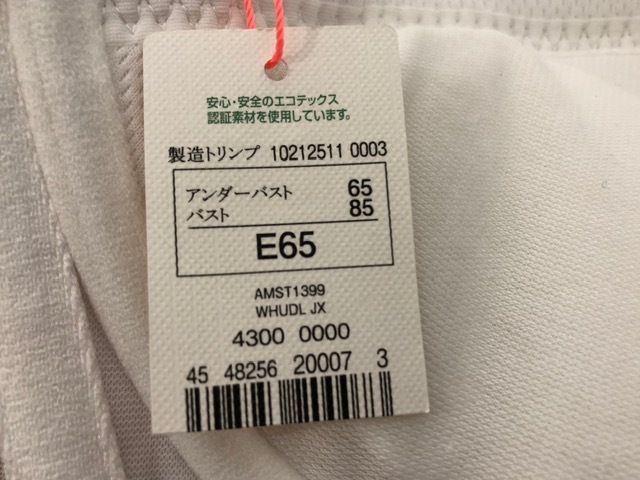 安心・安全のエコテックス
認証素材を使用しています。
製造トリンプ 10212511 0003
アンダーバスト 65
バスト 85
E65
AMST1399
WHUDL JX
4300 0000
45 48256 20007 3